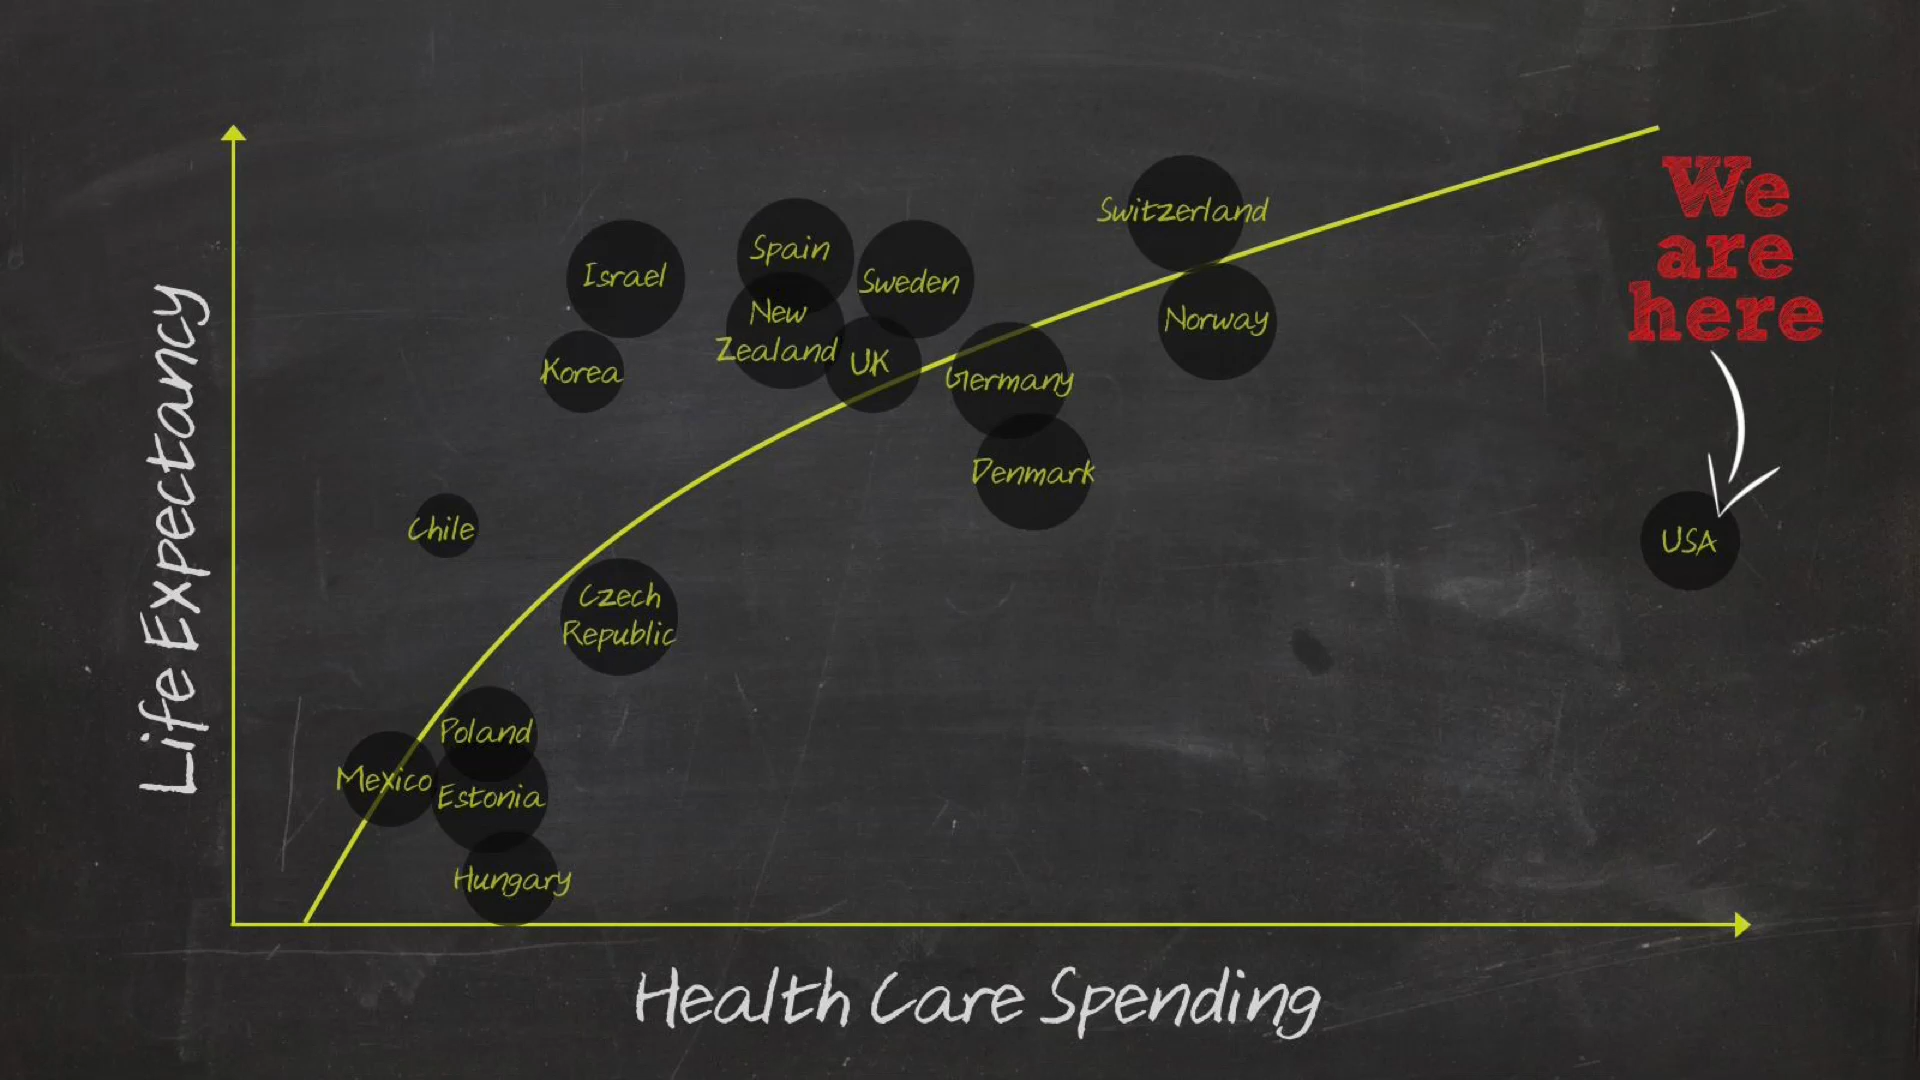 We
are
here
Switzerland
Spain
Israel
Sweden
New
Zealand
Norway
UK
Korea
Germany
Denmark
Chile
USA
Czech
Republic
Poland
Mexico
Estonia
Hungary
Life Expectancy
Health Care Spending